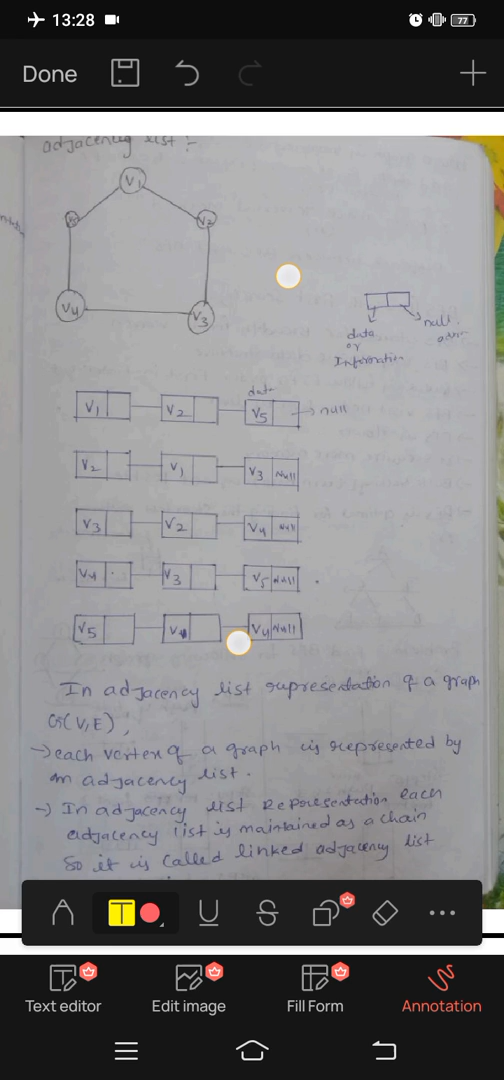 13:28
77
Done
adjacency list :-
V1
V2
V4
V3
data
or
Information
null
data
V1 V2 V5 null
V2 V1 V3 Null
V3 V2 V4 Null
V4 V3 V5 Null
V5 V4 V4 Null
In adjacency list representation of a graph
G(V,E),
→ each vertex of a graph is represented by
an adjacency list.
→ In adjacency list Representation each
adjacency list is maintained as a chain
So it is called linked adjacency list
T
U
S
Text editor
Edit image
Fill Form
Annotation